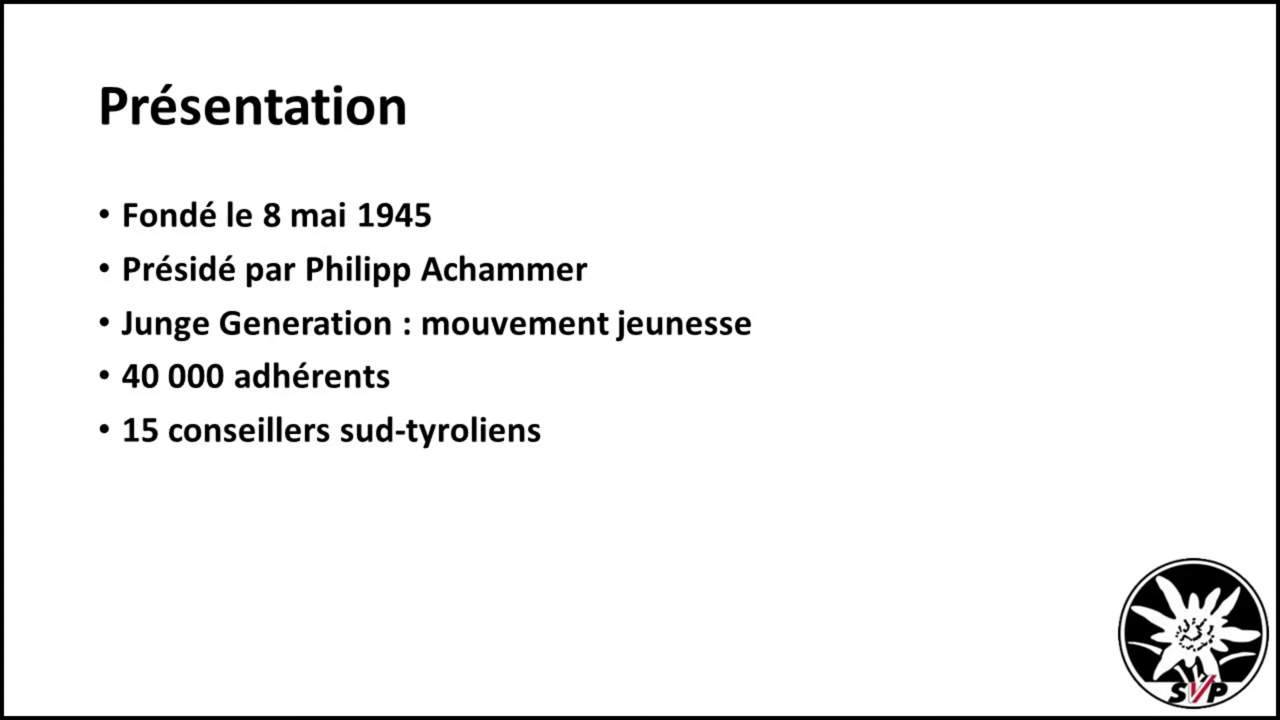 Présentation
• Fondé le 8 mai 1945
• Présidé par Philipp Achammer
• Junge Generation : mouvement jeunesse
• 40 000 adhérents
• 15 conseillers sud-tyroliens
SVP